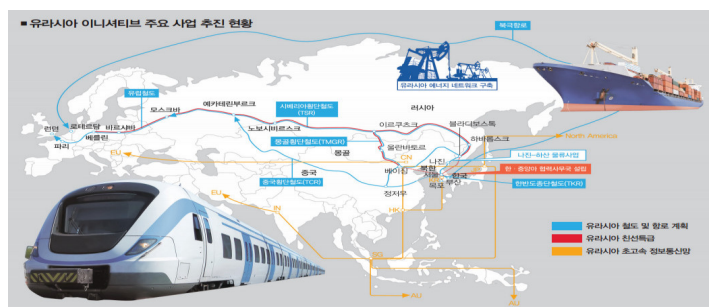 ■ 유라시아 이니셔티브 주요 사업 추진 현황
북극항로
유라시아 에너지 네트워크 구축
유럽철도
모스크바
예카테린부르크
시베리아횡단철도
(TSR)
러시아
런던
로테르담
바르샤바
베를린
파리
노보시비르스크
이르쿠츠크
블라디보스톡
하바롭스크
North America
몽골횡단철도(TMGR)
울란바토르
몽골
EU
CN
나진
나진-하산 물류사업
중국
베이징
북한
서울
한국
한·중앙아 협력사무국 설립
중국횡단철도(TCR)
정저우
목포
부산
한반도종단철도(TKR)
EU
IN
HK
SG
AU
AU
유라시아 철도 및 항로 계획
유라시아 친선특급
유라시아 초고속 정보통신망